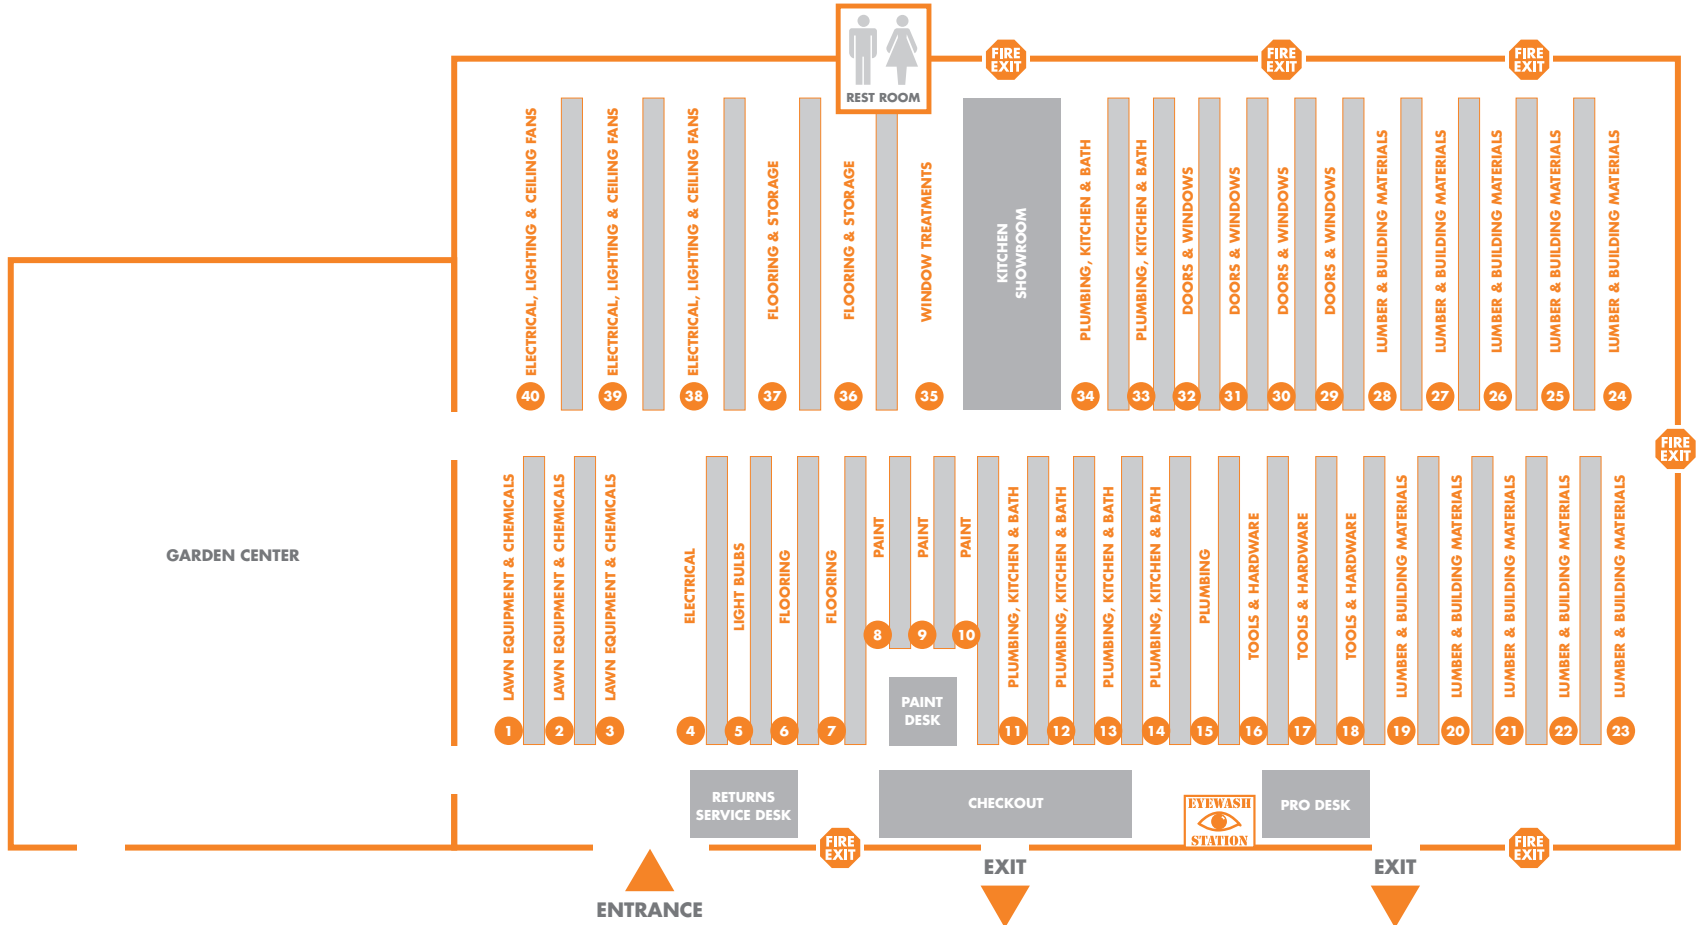 REST ROOM
FIRE
EXIT
FIRE
EXIT
FIRE
EXIT
ELECTRICAL, LIGHTING & CEILING FANS
40
ELECTRICAL, LIGHTING & CEILING FANS
39
ELECTRICAL, LIGHTING & CEILING FANS
38
FLOORING & STORAGE
37
FLOORING & STORAGE
36
WINDOW TREATMENTS
35
KITCHEN
SHOWROOM
PLUMBING, KITCHEN & BATH
34
PLUMBING, KITCHEN & BATH
33
DOORS & WINDOWS
32
DOORS & WINDOWS
31
DOORS & WINDOWS
30
DOORS & WINDOWS
29
LUMBER & BUILDING MATERIALS
28
LUMBER & BUILDING MATERIALS
27
LUMBER & BUILDING MATERIALS
26
LUMBER & BUILDING MATERIALS
25
LUMBER & BUILDING MATERIALS
24
FIRE
EXIT
GARDEN CENTER
LAWN EQUIPMENT & CHEMICALS
1
LAWN EQUIPMENT & CHEMICALS
2
LAWN EQUIPMENT & CHEMICALS
3
ELECTRICAL
4
LIGHT BULBS
5
FLOORING
6
FLOORING
7
PAINT
8
PAINT
9
PAINT
10
PAINT
DESK
PLUMBING, KITCHEN & BATH
11
PLUMBING, KITCHEN & BATH
12
PLUMBING, KITCHEN & BATH
13
PLUMBING, KITCHEN & BATH
14
PLUMBING
15
TOOLS & HARDWARE
16
TOOLS & HARDWARE
17
TOOLS & HARDWARE
18
LUMBER & BUILDING MATERIALS
19
LUMBER & BUILDING MATERIALS
20
LUMBER & BUILDING MATERIALS
21
LUMBER & BUILDING MATERIALS
22
LUMBER & BUILDING MATERIALS
23
RETURNS
SERVICE DESK
CHECKOUT
EYEWASH
STATION
PRO DESK
FIRE
EXIT
FIRE
EXIT
ENTRANCE
EXIT
EXIT